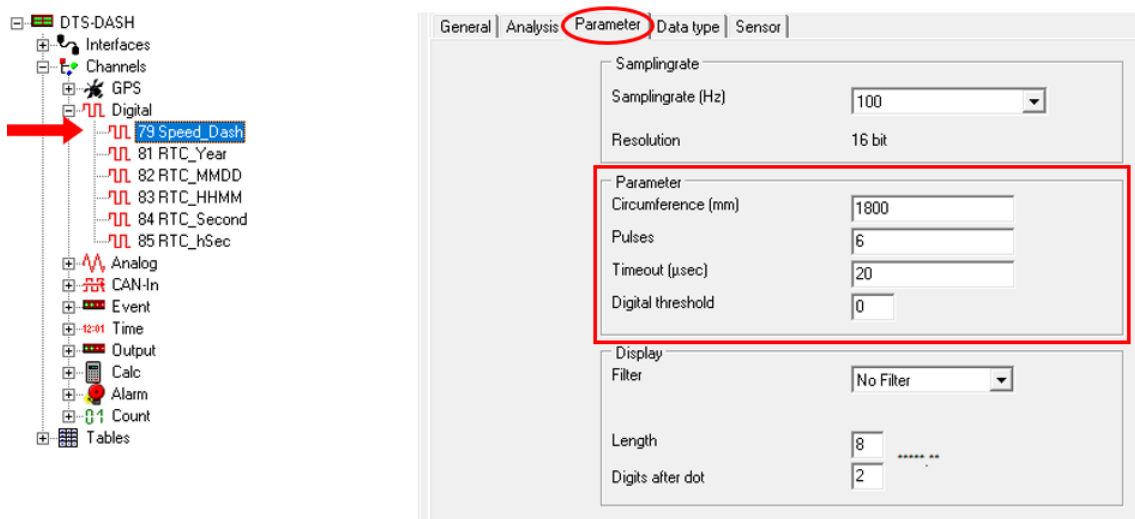 DTS-DASH
Interfaces
Channels
GPS
Digital
79 Speed_Dash
81 RTC_Year
82 RTC_MMDD
83 RTC_HHMM
84 RTC_Second
85 RTC_hSec
Analog
CAN-In
Event
12:01 Time
Output
Calc
Alarm
01 Count
Tables
General Analysis Parameter Data type Sensor
Samplingrate
Samplingrate (Hz) 100
Resolution 16 bit
Parameter
Circumference (mm) 1800
Pulses 6
Timeout (µsec) 20
Digital threshold 0
Display
Filter No Filter
Length 8 *****.**
Digits after dot 2